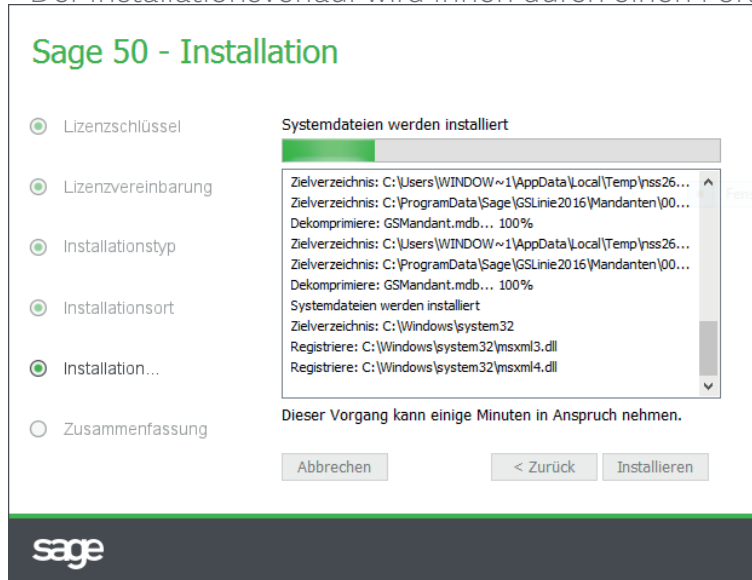 Sage 50 - Installation
Lizenzschlüssel
Lizenzvereinbarung
Installationstyp
Installationsort
Installation...
Zusammenfassung
Systemdateien werden installiert
Zielverzeichnis: C:\Users\WINDOW~1\AppData\Local\Temp\nss26...
Zielverzeichnis: C:\ProgramData\Sage\GSLinie2016\Mandanten\00...
Dekomprimiere: GSMandant.mdb... 100%
Zielverzeichnis: C:\Users\WINDOW~1\AppData\Local\Temp\nss26...
Zielverzeichnis: C:\ProgramData\Sage\GSLinie2016\Mandanten\00...
Dekomprimiere: GSMandant.mdb... 100%
Systemdateien werden installiert
Zielverzeichnis: C:\Windows\system32
Registriere: C:\Windows\system32\msxml3.dll
Registriere: C:\Windows\system32\msxml4.dll
Dieser Vorgang kann einige Minuten in Anspruch nehmen.
Abbrechen
< Zurück
Installieren
sage